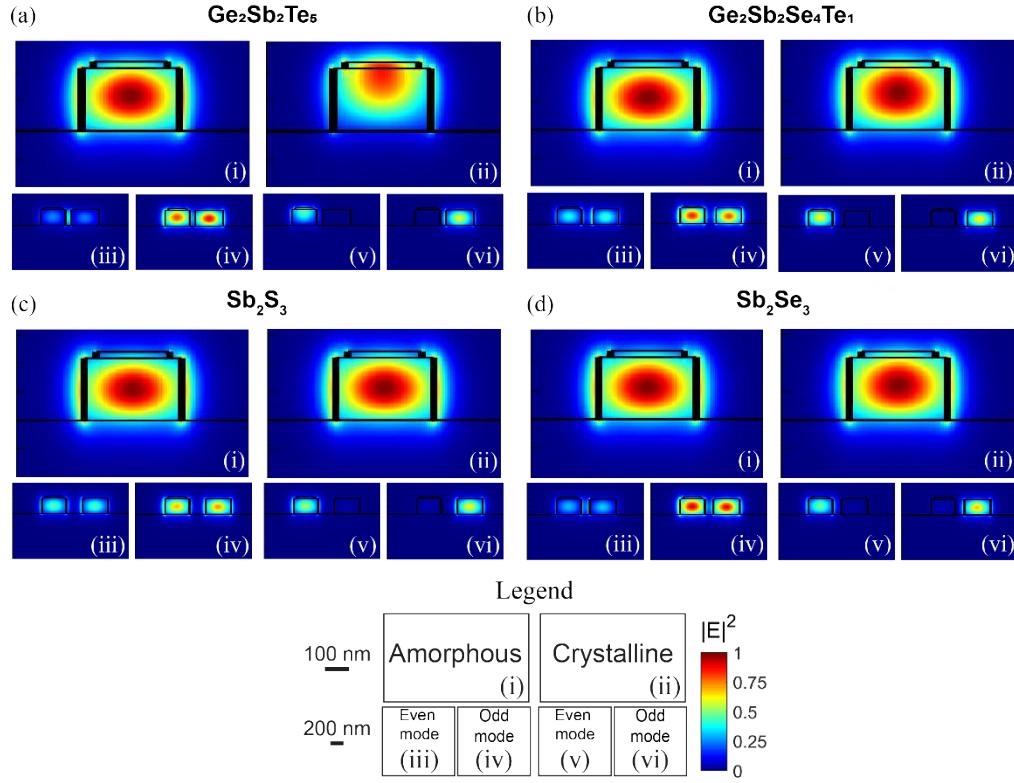 (a) Ge₂Sb₂Te₅ (b) Ge₂Sb₂Se₄Te₁
(i) (ii) (i) (ii)
(iii) (iv) (v) (vi) (iii) (iv) (v) (vi)
(c) Sb₂S₃ (d) Sb₂Se₃
(i) (ii) (i) (ii)
(iii) (iv) (v) (vi) (iii) (iv) (v) (vi)
Legend
100 nm Amorphous (i) Crystalline (ii)
200 nm Even mode (iii) Odd mode (iv) Even mode (v) Odd mode (vi)
|E|²
1
0.75
0.5
0.25
0